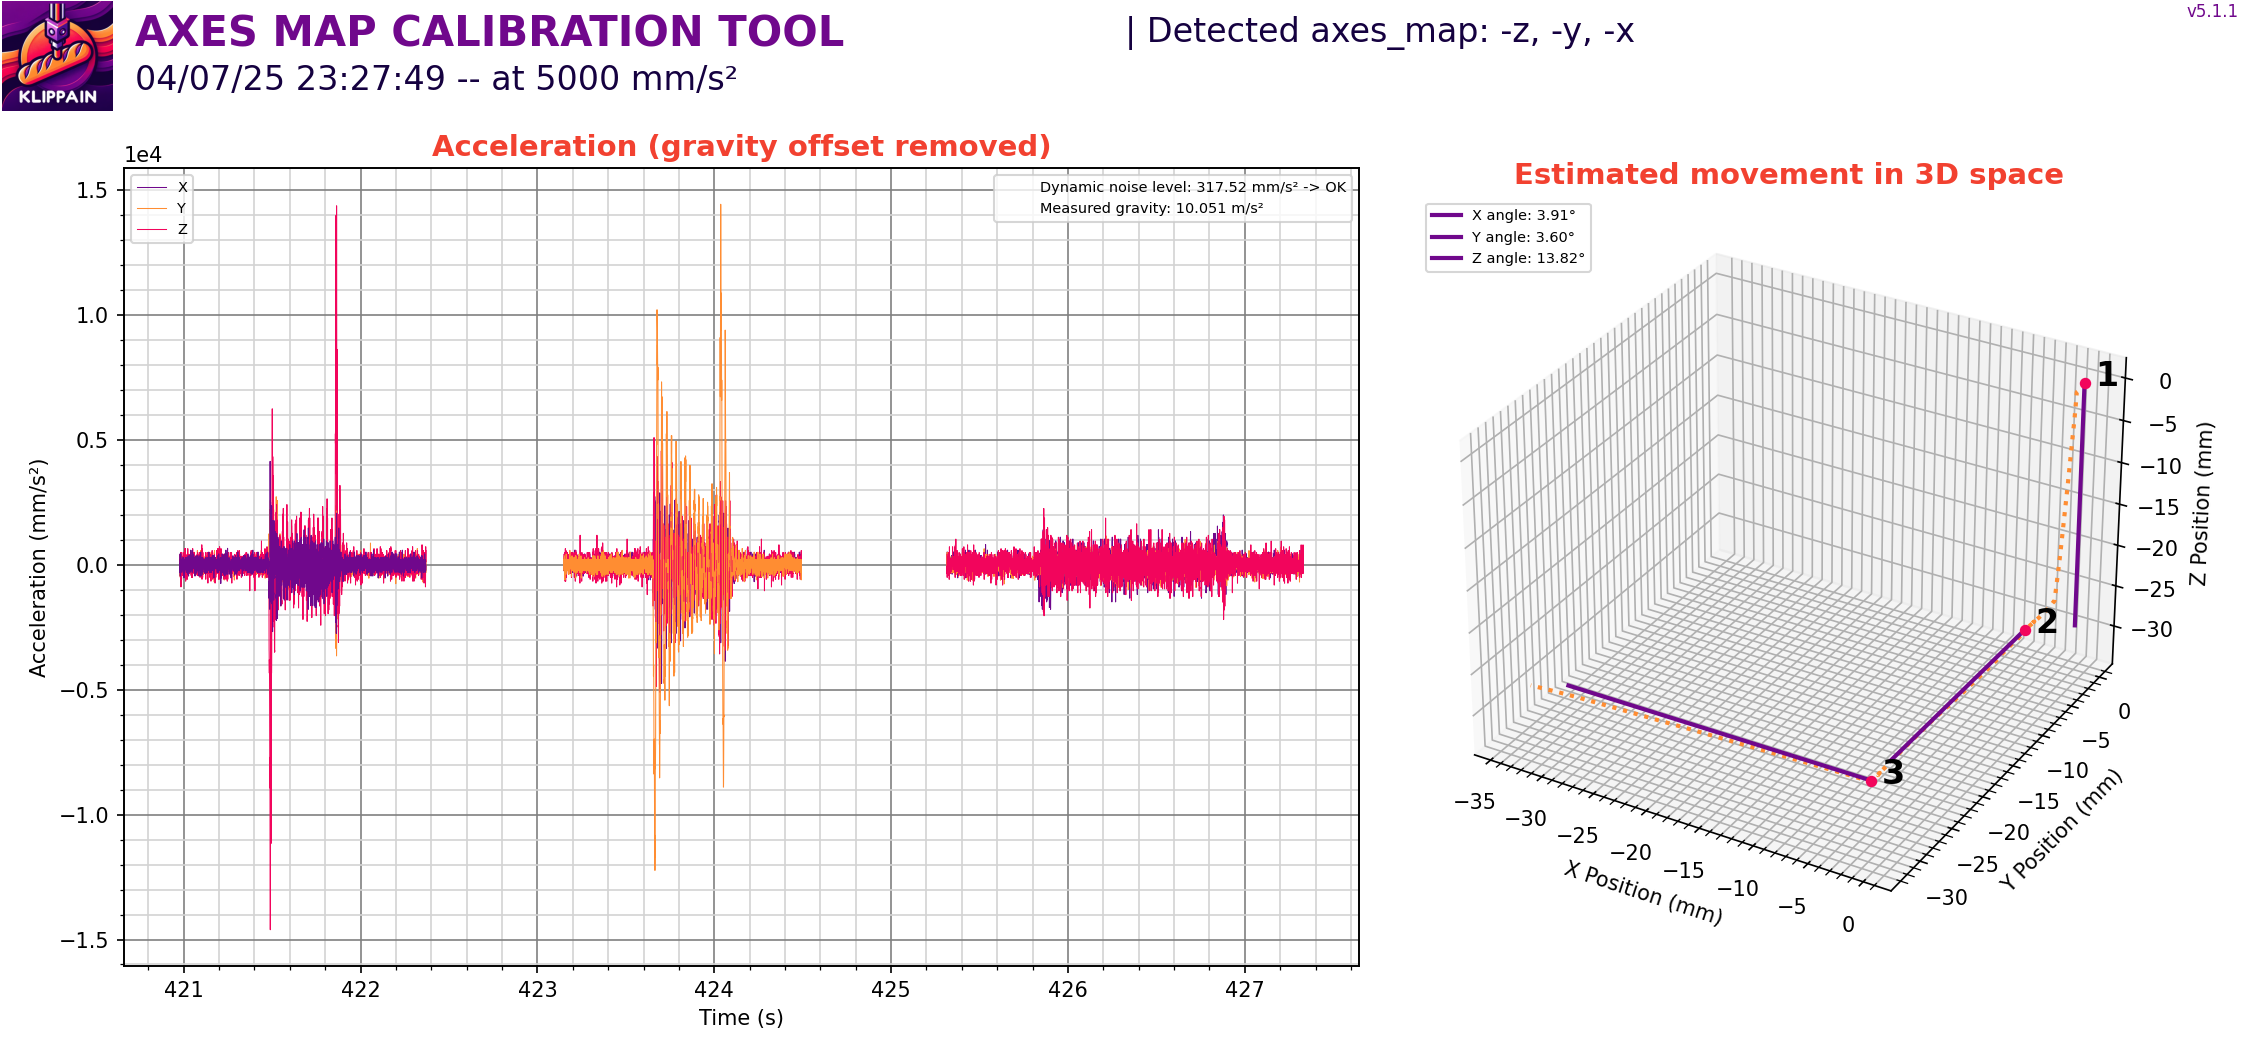 KLIPPAIN
AXES MAP CALIBRATION TOOL
04/07/25 23:27:49 -- at 5000 mm/s²
| Detected axes_map: -z, -y, -x
v5.1.1
Acceleration (gravity offset removed)
1e4
X
Y
Z
Dynamic noise level: 317.52 mm/s² -> OK
Measured gravity: 10.051 m/s²
1.5
1.0
0.5
0.0
−0.5
−1.0
−1.5
Acceleration (mm/s²)
421 422 423 424 425 426 427
Time (s)
Estimated movement in 3D space
X angle: 3.91°
Y angle: 3.60°
Z angle: 13.82°
1
2
3
0
−5
−10
−15
−20
−25
−30
Z Position (mm)
0
−5
−10
−15
−20
−25
−30
Y Position (mm)
−35
−30
−25
−20
−15
−10
−5
0
X Position (mm)